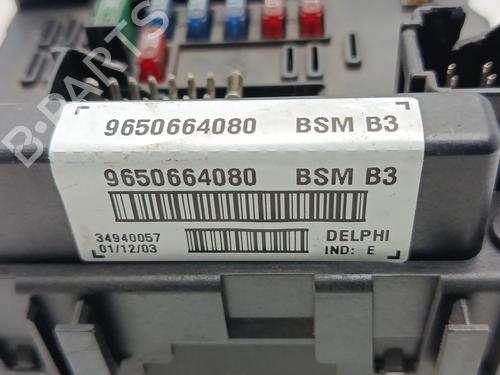 9650664080 BSM B3
9650664080 BSM B3
34940057 DELPHI
01/12/03 IND: E
B-PARTS